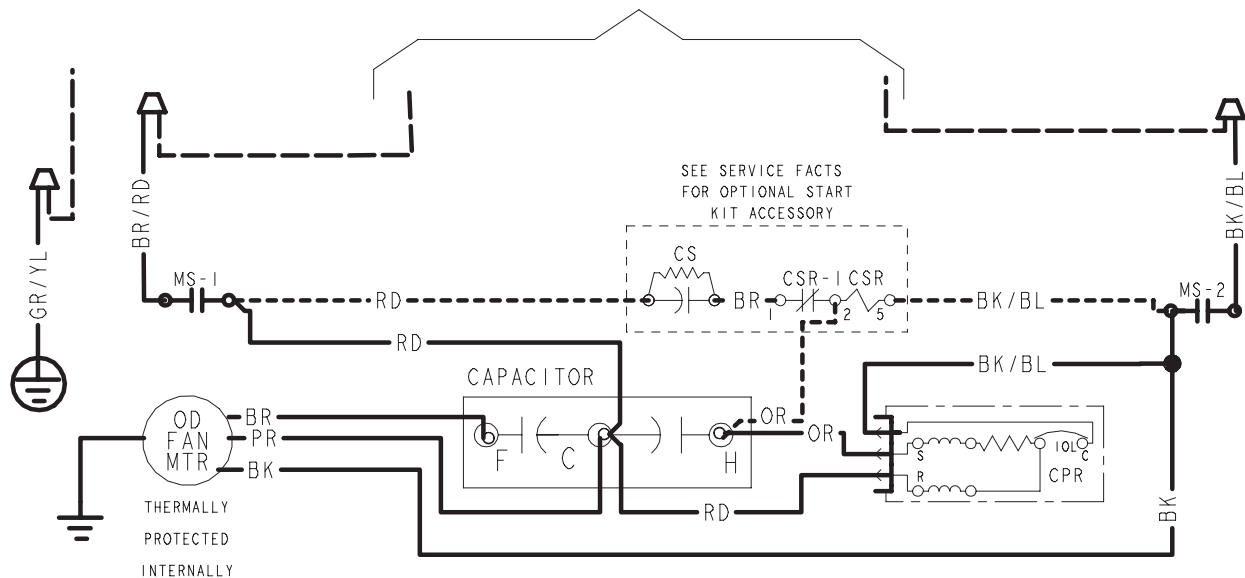 SEE SERVICE FACTS
FOR OPTIONAL START
KIT ACCESSORY
BR/RD
BK/BL
GR/YL
MS-1
RD
CS
BR
CSR-1 CSR
1
2
5
BK/BL
MS-2
RD
BK/BL
CAPACITOR
OD
FAN
MTR
BR
PR
BK
F
C
H
OR
OR
S
R
IOL
C
CPR
RD
BK
THERMALLY
PROTECTED
INTERNALLY